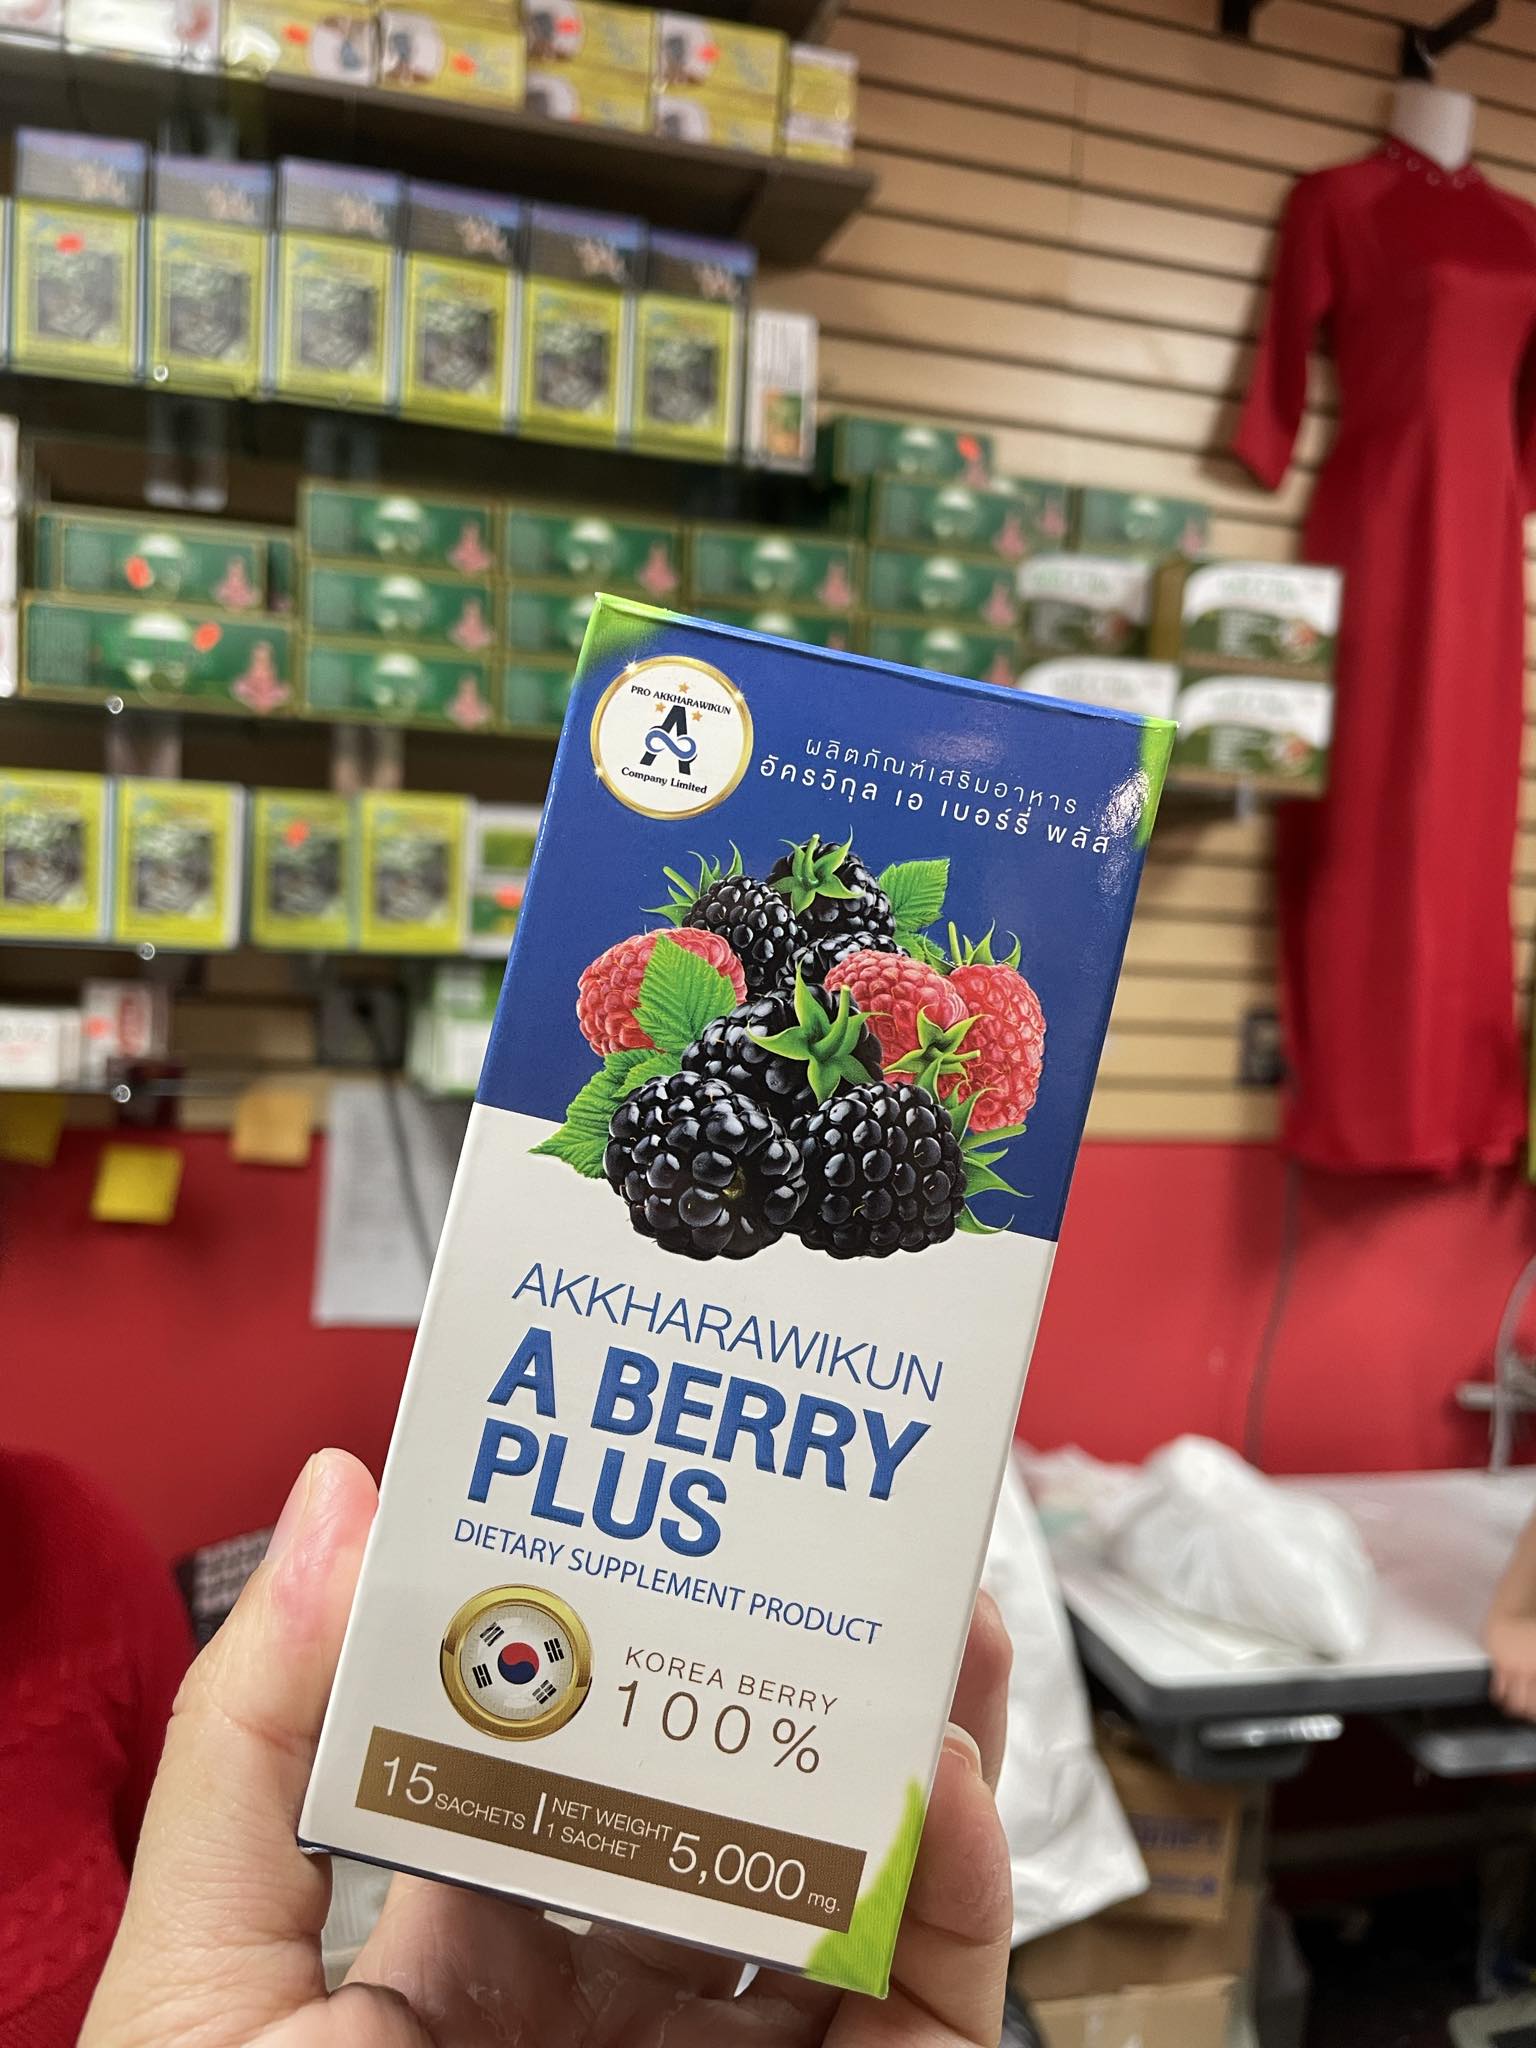 PRO AKKHARAWIKUN
A
Company Limited
ผลิตภัณฑ์เสริมอาหาร
อัครวิกุล เอ เบอร์รี่ พลัส
AKKHARAWIKUN
A BERRY
PLUS
DIETARY SUPPLEMENT PRODUCT
KOREA BERRY
100%
15 SACHETS | NET WEIGHT
1 SACHET 5,000 mg.